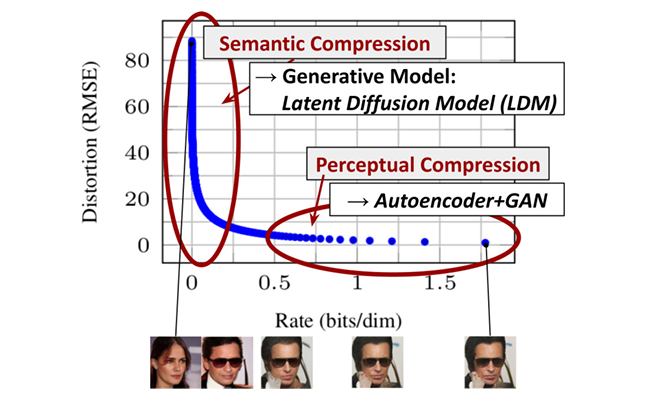 Semantic Compression
→ Generative Model:
Latent Diffusion Model (LDM)
Perceptual Compression
→ Autoencoder+GAN
Distortion (RMSE)
80
60
40
20
0
0
0.5
1
1.5
Rate (bits/dim)